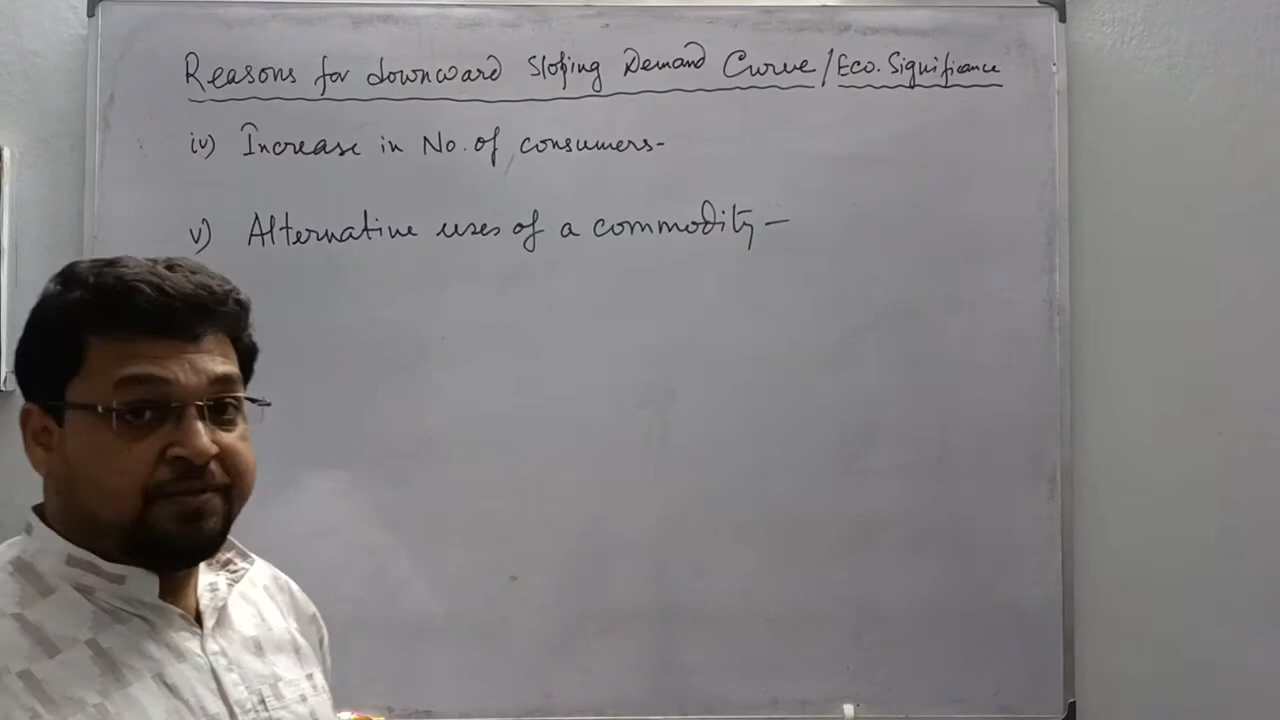 Reasons for downward Sloping Demand Curve / Eco. Significance
iv) Increase in No. of consumers-
v) Alternative uses of a commodity -